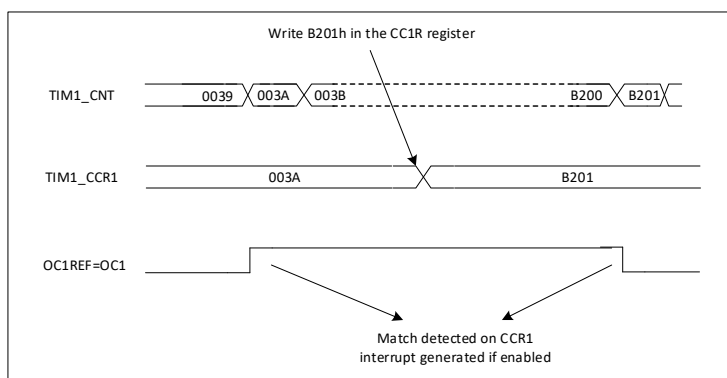 Write B201h in the CC1R register
TIM1_CNT 0039 003A 003B B200 B201
TIM1_CCR1 003A B201
OC1REF=OC1
Match detected on CCR1
interrupt generated if enabled